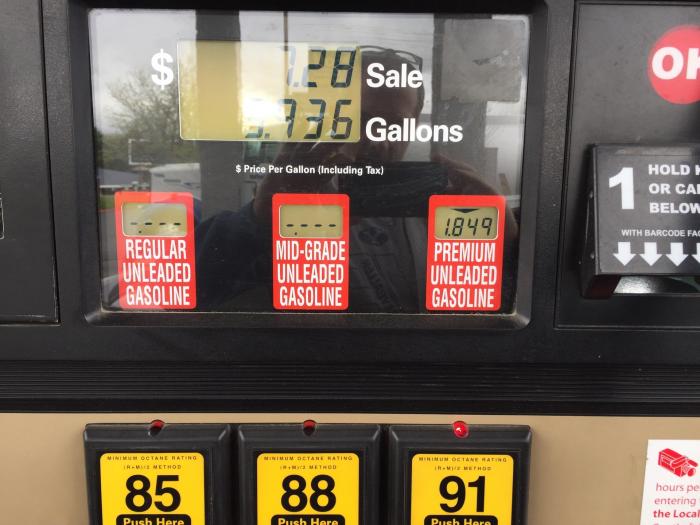 $ 7.28 Sale
3.936 Gallons
$ Price Per Gallon (Including Tax)
-.---
REGULAR
UNLEADED
GASOLINE
-.---
MID-GRADE
UNLEADED
GASOLINE
1.849
PREMIUM
UNLEADED
GASOLINE
1
HOLD
OR
BELOW
WITH BARCODE
MINIMUM OCTANE RATING
(R+M)/2 METHOD
85
Push Here
MINIMUM OCTANE RATING
(R+M)/2 METHOD
88
Push Here
MINIMUM OCTANE RATING
(R+M)/2 METHOD
91
Push Here
hours
entering
the Local